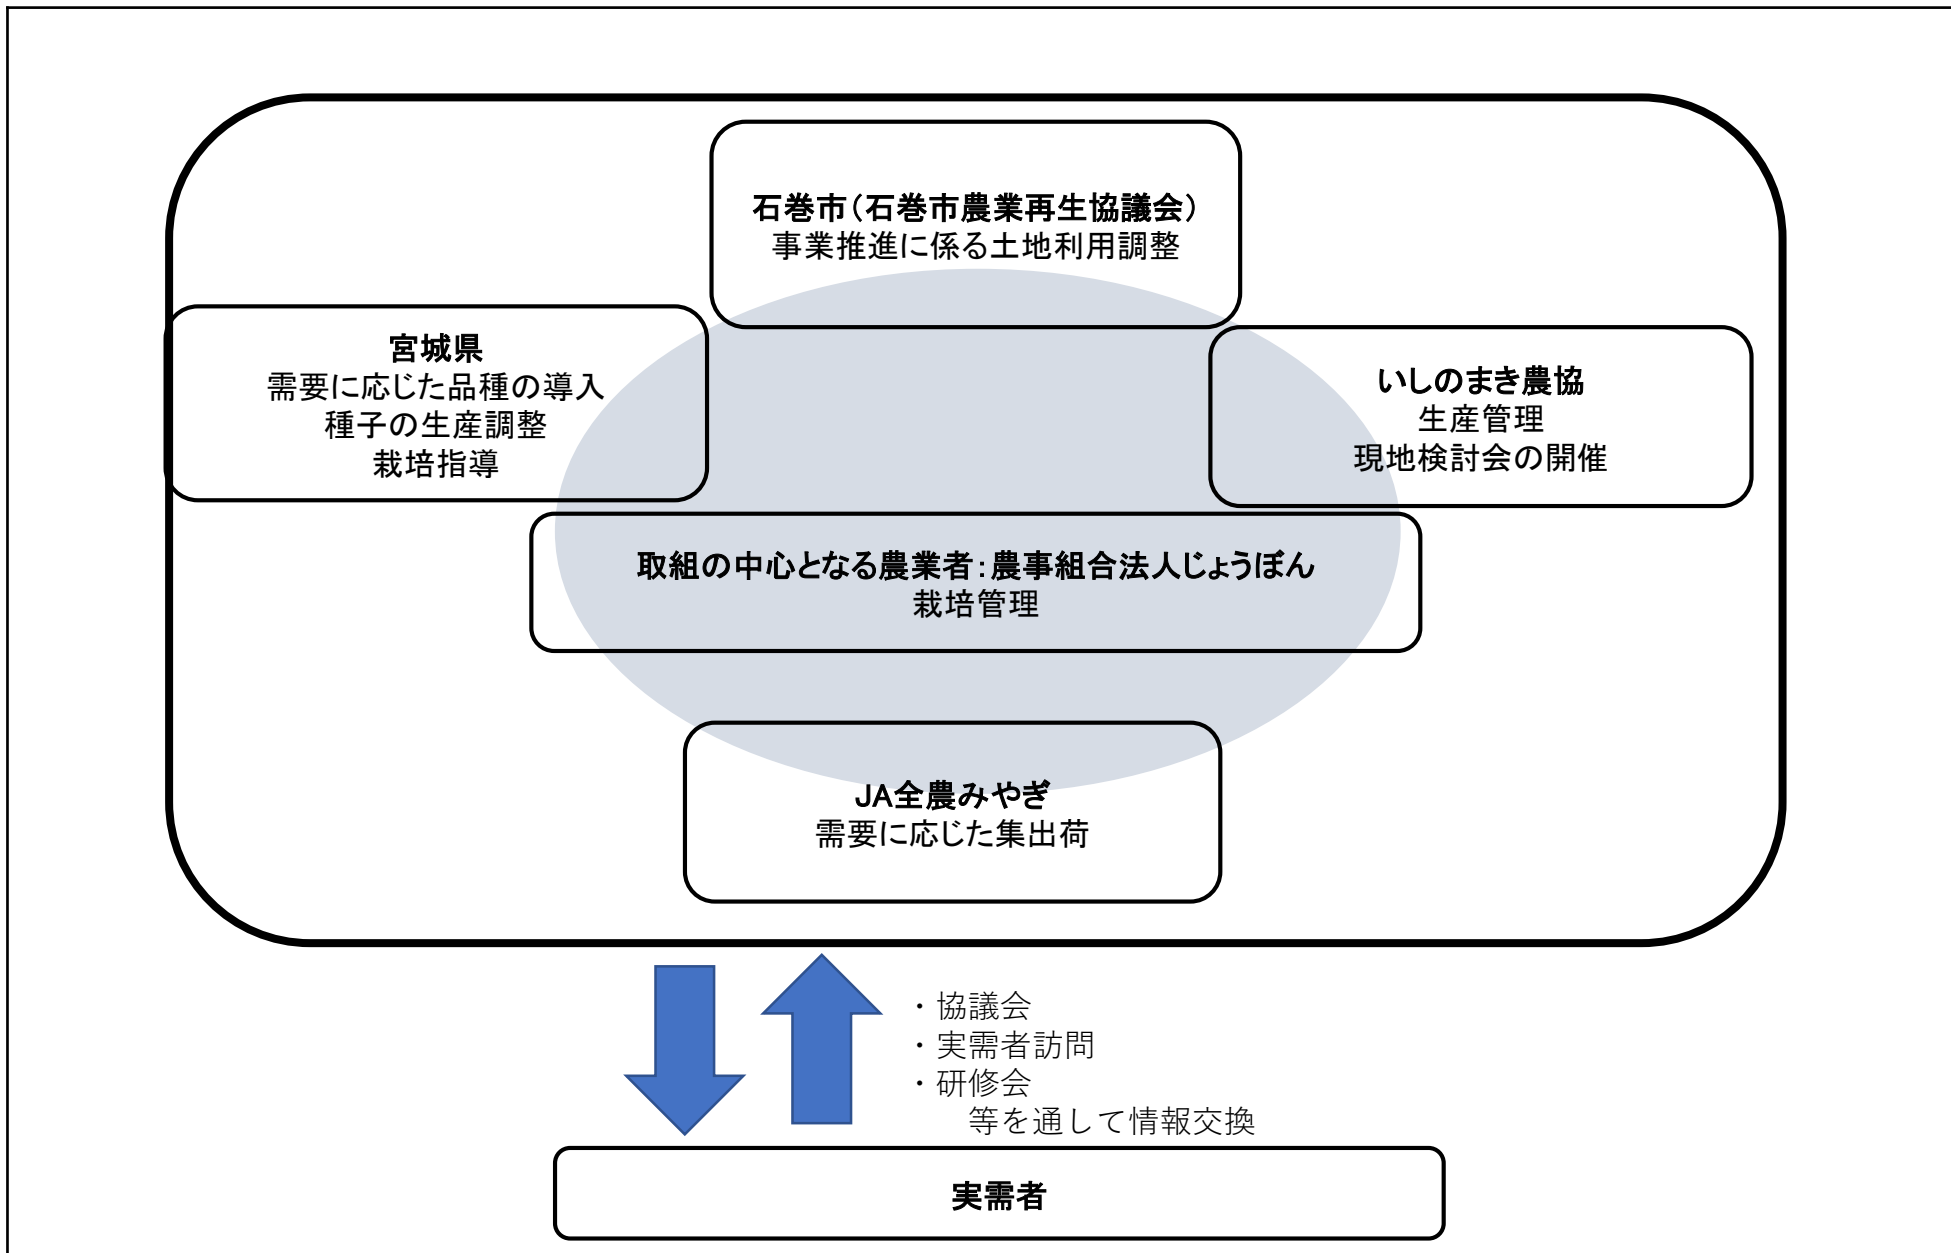 石巻市（石巻市農業再生協議会）
事業推進に係る土地利用調整
宮城県
需要に応じた品種の導入
種子の生産調整
栽培指導
いしのまき農協
生産管理
現地検討会の開催
取組の中心となる農業者：農事組合法人じょうぼん
栽培管理
JA全農みやぎ
需要に応じた集出荷
・協議会
・実需者訪問
・研修会
等を通して情報交換
実需者